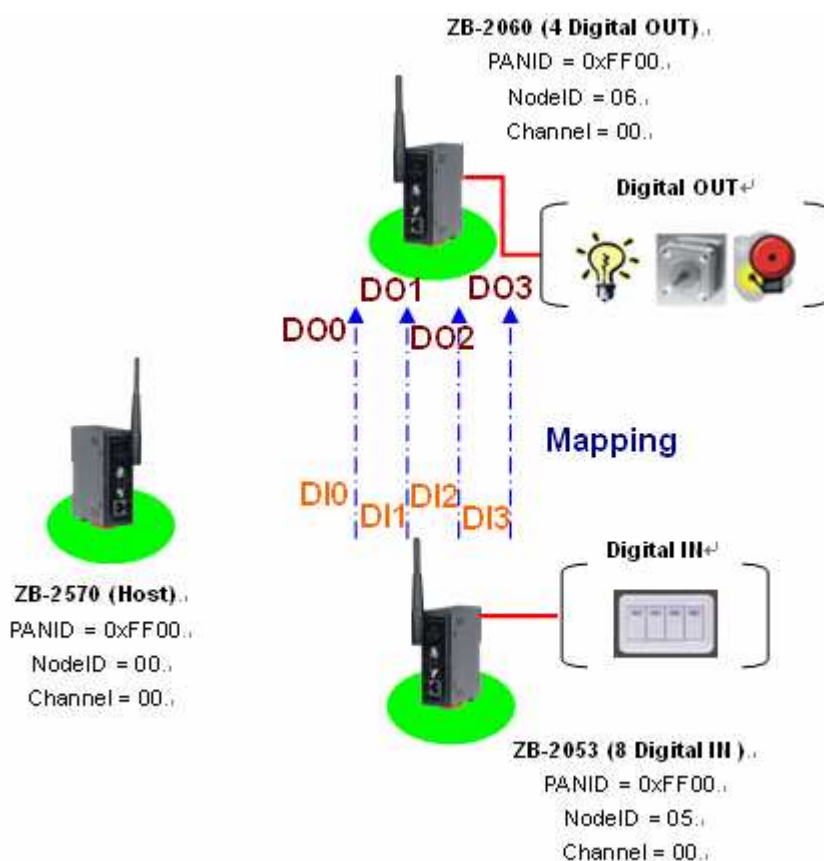 ZB-2060 (4 Digital OUT)
PANID = 0xFF00
NodeID = 06
Channel = 00
Digital OUT
DO1 DO3
DO0 DO2
Mapping
DI0 DI2
DI1 DI3
Digital IN
ZB-2570 (Host)
PANID = 0xFF00
NodeID = 00
Channel = 00
ZB-2053 (8 Digital IN )
PANID = 0xFF00
NodeID = 05
Channel = 00